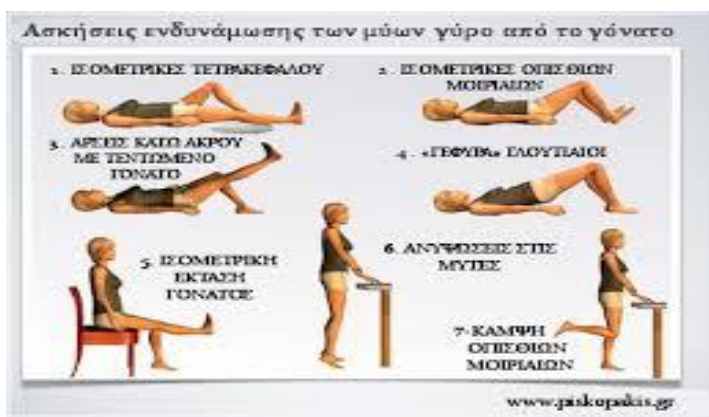 Ασκήσεις ενδυνάμωσης των μύων γύρο από το γόνατο
1. ΙΣΟΜΕΤΡΙΚΕΣ ΤΕΤΡΑΚΕΦΑΛΟΥ
2. ΙΣΟΜΕΤΡΙΚΕΣ ΟΠΙΣΘΙΩΝ
ΜΟΙΡΙΑΙΩΝ
3. ΑΡΣΕΙΣ ΚΑΤΩ ΑΚΡΟΥ
ΜΕ ΤΕΝΤΩΜΕΝΟ
ΓΟΝΑΤΟ
4. «ΓΕΦΥΡΑ» ΓΛΟΥΤΙΑΙΟΙ
5. ΙΣΟΜΕΤΡΙΚΗ
ΕΚΤΑΣΗ
ΓΟΝΑΤΟΣ
6. ΑΝΥΨΩΣΕΙΣ ΣΤΙΣ
ΜΥΤΕΣ
7. ΚΑΜΨΗ
ΟΠΙΣΘΙΩΝ
ΜΟΙΡΙΑΙΩΝ
www.piskopakis.gr